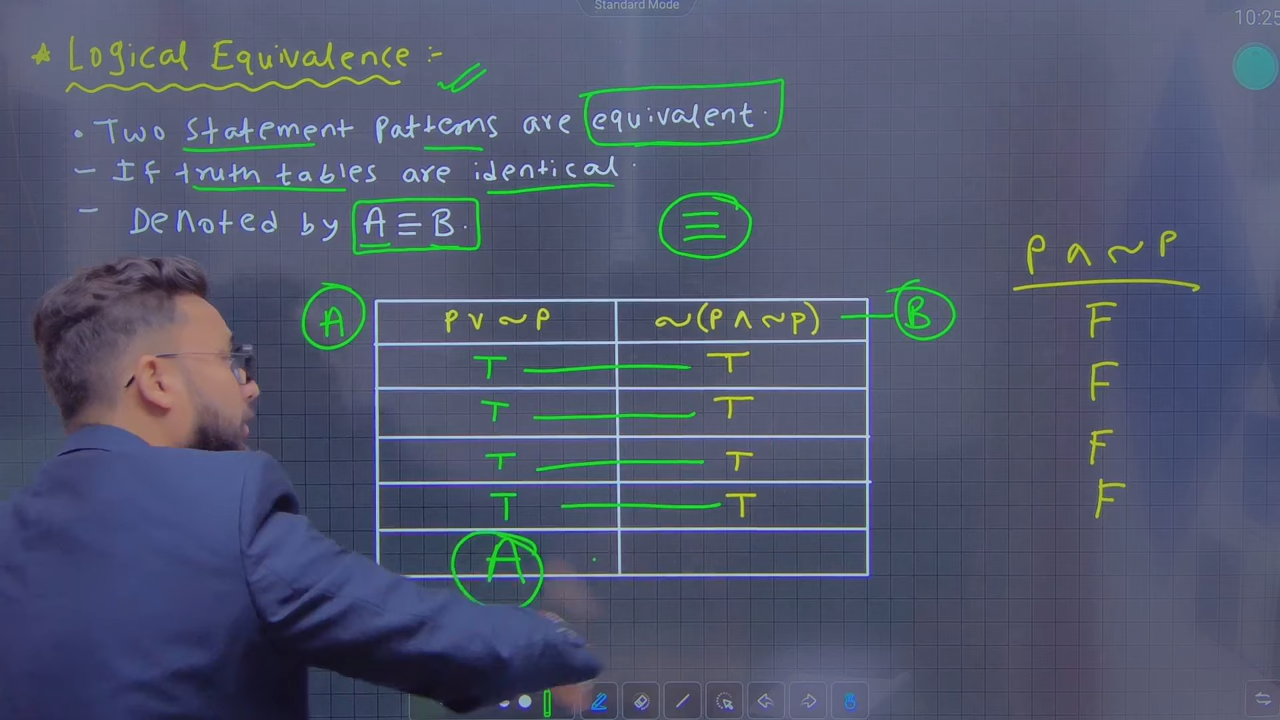 Standard Mode
10:25
* Logical Equivalence :-
• Two statement patterns are equivalent.
- If truth tables are identical.
- Denoted by A ≡ B.
≡
P ∧ ~ P
F
F
F
F
A
P ∨ ~ P ~(P ∧ ~ P) B
T T
T T
T T
T T
A